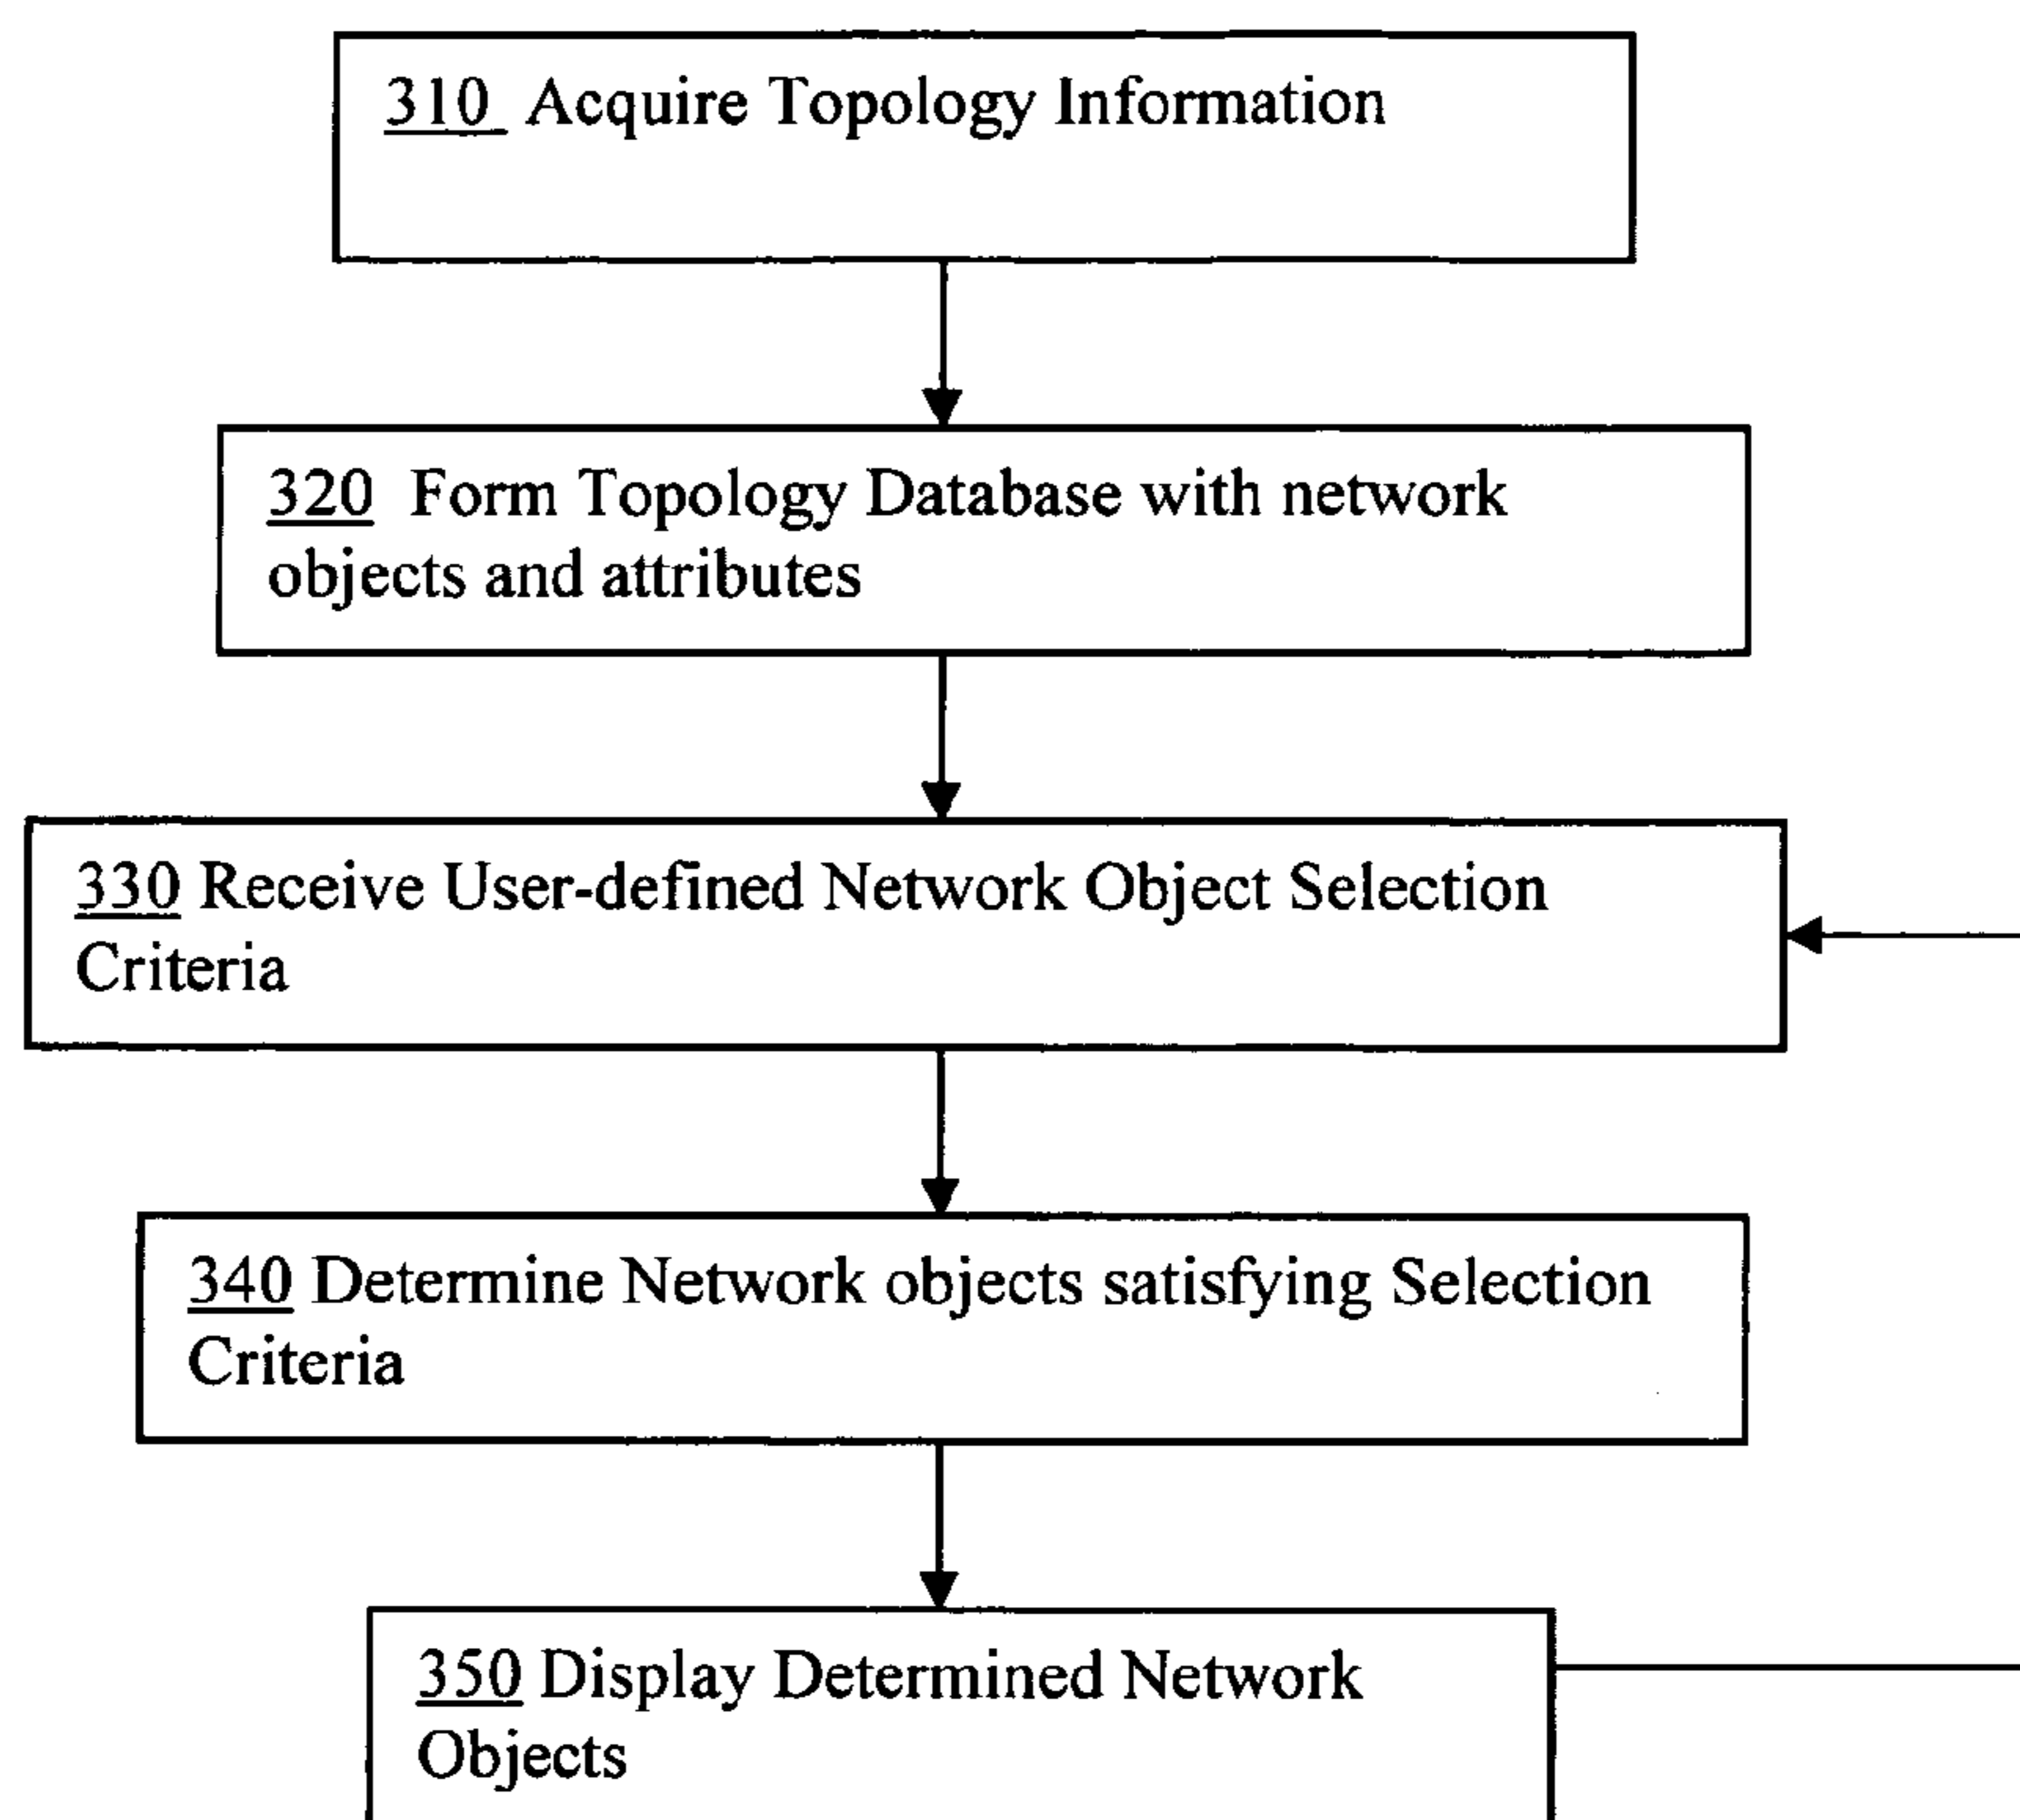 310 Acquire Topology Information
320 Form Topology Database with network
objects and attributes
330 Receive User-defined Network Object Selection
Criteria
340 Determine Network objects satisfying Selection
Criteria
350 Display Determined Network
Objects